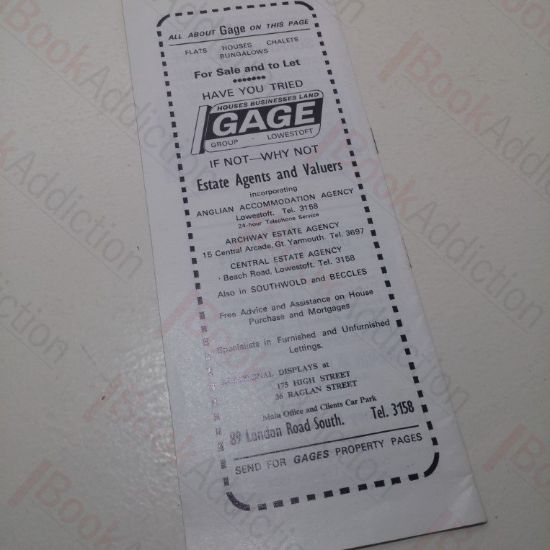 ALL ABOUT Gage ON THIS PAGE
FLATS HOUSES CHALETS
BUNGALOWS
For Sale and to Let
HAVE YOU TRIED
HOUSES BUSINESSES LAND
GAGE
GROUP - LOWESTOFT
IF NOT—WHY NOT
Estate Agents and Valuers
incorporating
ANGLIAN ACCOMMODATION AGENCY
Lowestoft. Tel. 3158
24-hour Telephone Service
ARCHWAY ESTATE AGENCY
15 Central Arcade, Gt. Yarmouth. Tel. 3697
CENTRAL ESTATE AGENCY
Beach Road, Lowestoft. Tel. 3158
Also in SOUTHWOLD and BECCLES
Free Advice and Assistance on House
Purchase and Mortgages
Specialists in Furnished and Unfurnished
Lettings.
DISPLAYS at
175 HIGH STREET
36 RAGLAN STREET
Main Office and Clients Car Park
89 London Road South. Tel. 3158
SEND FOR GAGES PROPERTY PAGES
BookAddiction